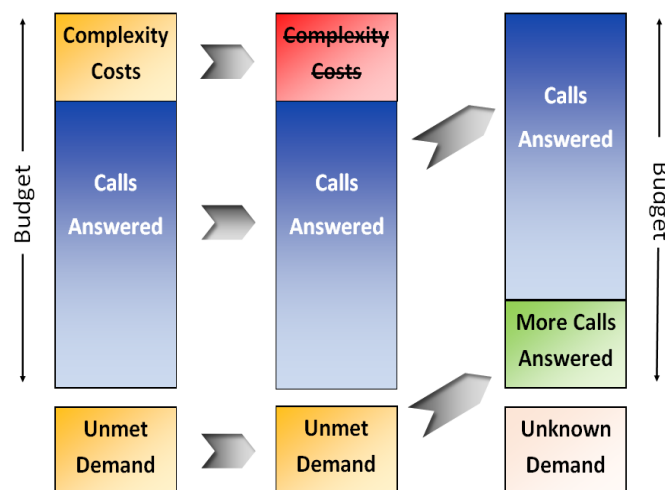 Budget
Complexity
Costs
Calls
Answered
Unmet
Demand
Complexity
Costs
Calls
Answered
Unmet
Demand
Calls
Answered
More Calls
Answered
Unknown
Demand
Budget